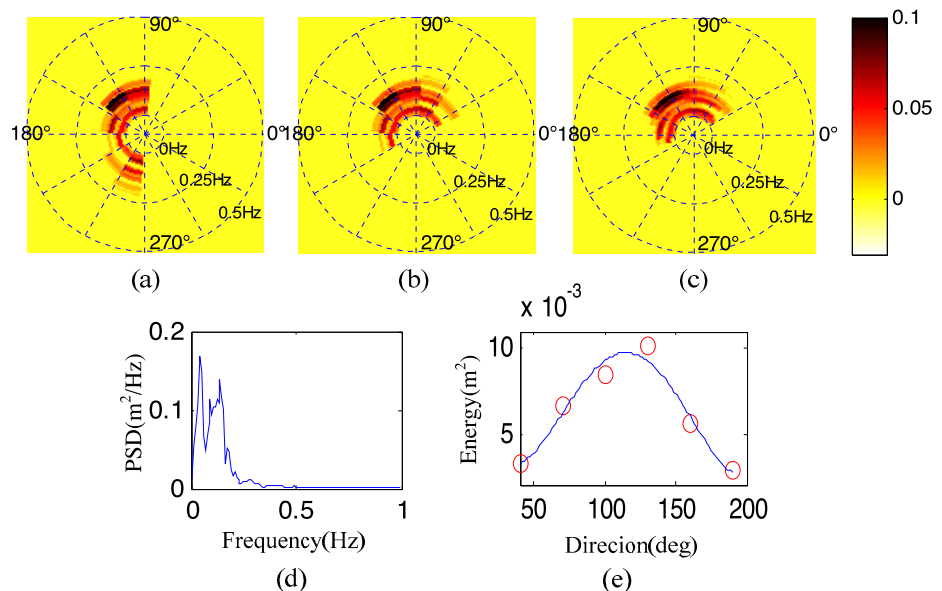 90°
180°
0°
270°
0Hz
0.25Hz
0.5Hz
(a)
90°
180°
0°
270°
0Hz
0.25Hz
0.5Hz
(b)
90°
180°
0°
270°
0Hz
0.25Hz
0.5Hz
(c)
0.1
0.05
0
PSD(m²/Hz)
0.2
0.1
0
0 0.5 1
Frequency(Hz)
(d)
x 10⁻³
Energy(m²)
10
5
50 100 150 200
Direcion(deg)
(e)